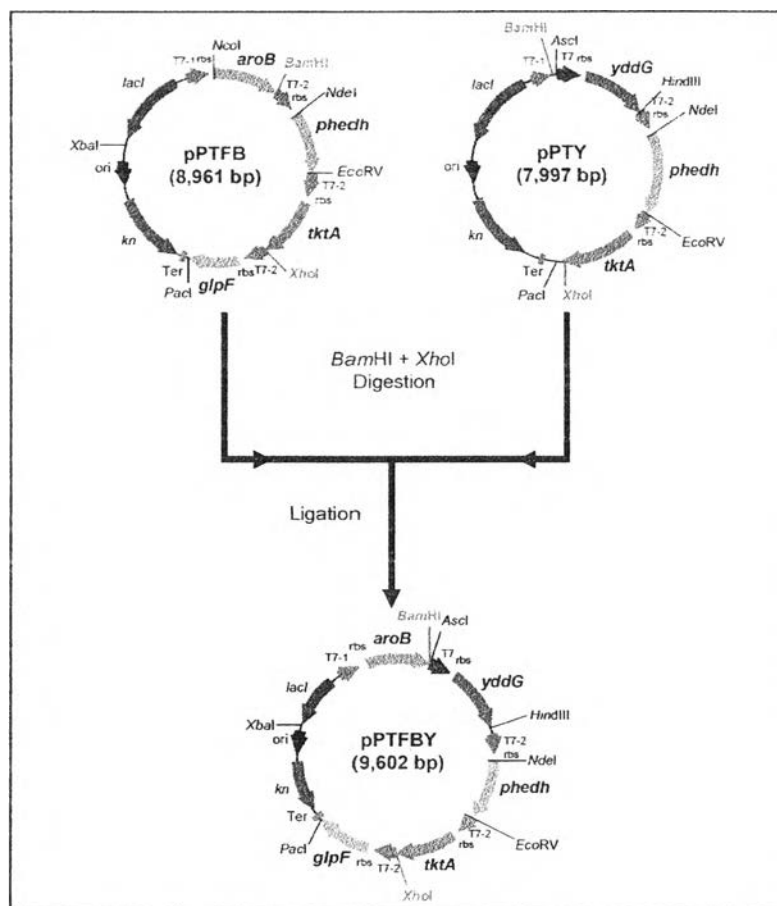 NcoI
T7-1 rbs
aroB
BamHI
T7-2
rbs
NdeI
lacI
phedh
XbaI
pPTFB
(8,961 bp)
ori
EcoRV
T7-2
rbs
kn
tktA
Ter
XhoI
PacI
glpF
rbs T7-2
BamHI
AscI
T7-1
T7 rbs
yddG
HindIII
lacI
T7-2
rbs
NdeI
pPTY
(7,997 bp)
phedh
ori
T7-2
rbs
EcoRV
kn
tktA
Ter
PacI
XhoI
BamHI + XhoI
Digestion
Ligation
BamHI
AscI
aroB
rbs
T7-1
T7 rbs
yddG
lacI
HindIII
XbaI
ori
T7-2
rbs
NdeI
pPTFBY
(9,602 bp)
phedh
kn
Ter
T7-2
EcoRV
PacI
rbs
glpF
rbs
T7-2
tktA
XhoI